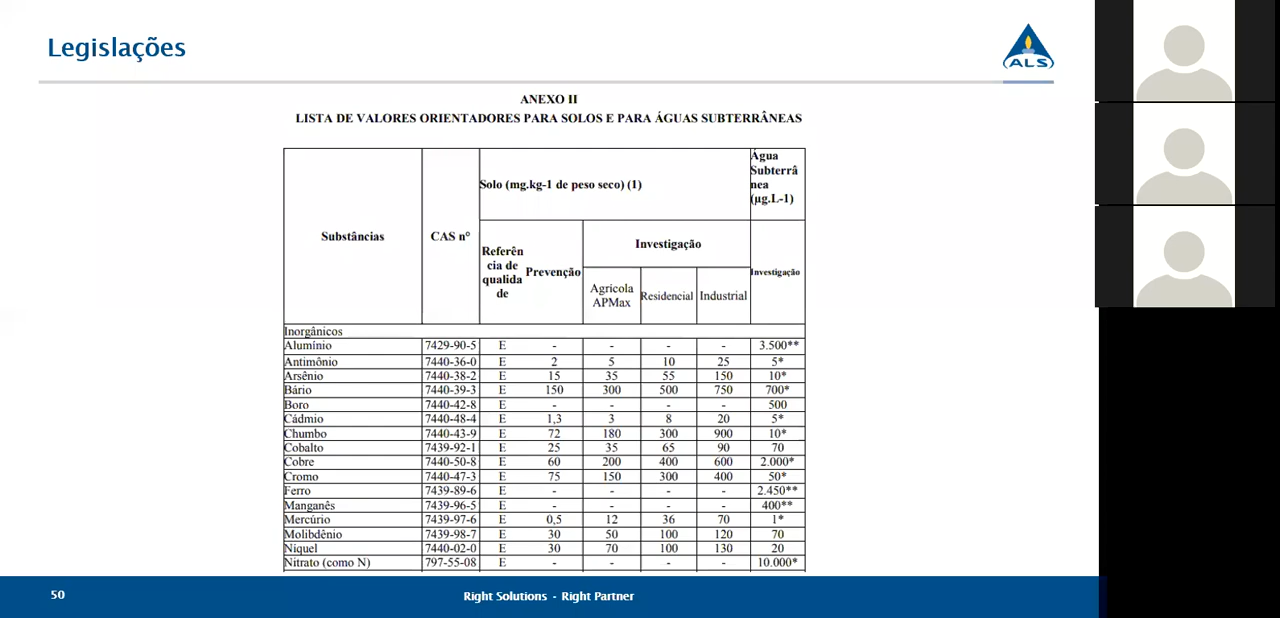 Legislações
ALS
ANEXO II
LISTA DE VALORES ORIENTADORES PARA SOLOS E PARA ÁGUAS SUBTERRÂNEAS
Substâncias
CAS nº
Solo (mg.kg-1 de peso seco) (1)
Água
Subterrâ
nea
(µg.L-1)
Referên
cia de
qualida
de
Prevenção
Investigação
Agrícola
APMax
Residencial
Industrial
Investigação
Inorgânicos
Alumínio 7429-90-5 E - - - - 3.500**
Antimônio 7440-36-0 E 2 5 10 25 5*
Arsênio 7440-38-2 E 15 35 55 150 10*
Bário 7440-39-3 E 150 300 500 750 700*
Boro 7440-42-8 E - - - - 500
Cádmio 7440-48-4 E 1,3 3 8 20 5*
Chumbo 7440-43-9 E 72 180 300 900 10*
Cobalto 7439-92-1 E 25 35 65 90 70
Cobre 7440-50-8 E 60 200 400 600 2.000*
Cromo 7440-47-3 E 75 150 300 400 50*
Ferro 7439-89-6 E - - - - 2.450**
Manganês 7439-96-5 E - - - - 400**
Mercúrio 7439-97-6 E 0,5 12 36 70 1*
Molibdênio 7439-98-7 E 30 50 100 120 70
Níquel 7440-02-0 E 30 70 100 130 20
Nitrato (como N) 797-55-08 E - - - - 10.000*
50
Right Solutions - Right Partner